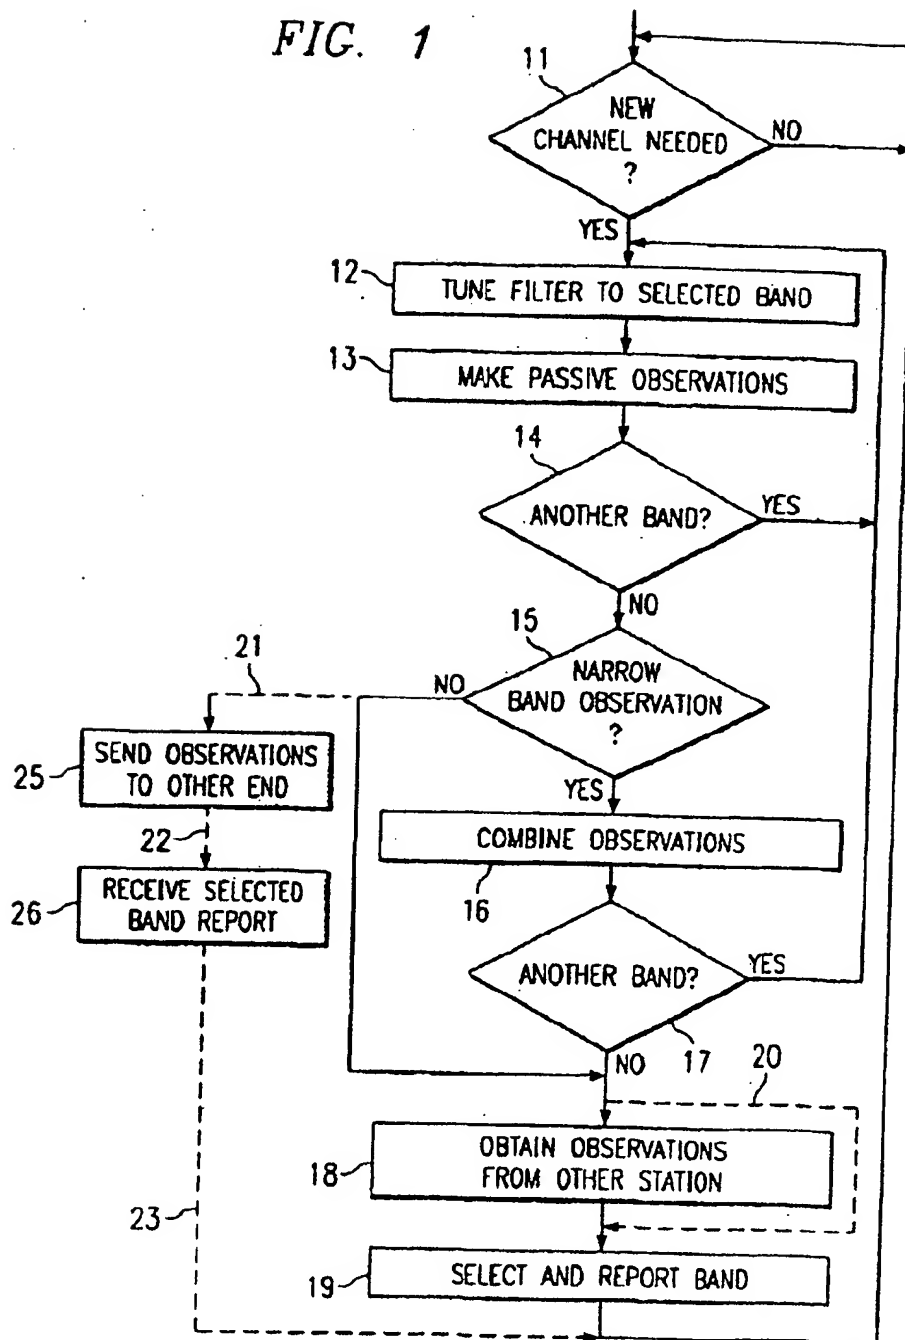 FIG. 1
11
NEW
CHANNEL NEEDED
?
NO
YES
12
TUNE FILTER TO SELECTED BAND
13
MAKE PASSIVE OBSERVATIONS
14
ANOTHER BAND?
YES
NO
15
NARROW
BAND OBSERVATION
?
NO
21
YES
25
SEND OBSERVATIONS
TO OTHER END
22
26
RECEIVE SELECTED
BAND REPORT
COMBINE OBSERVATIONS
16
ANOTHER BAND?
YES
17
NO
20
18
OBTAIN OBSERVATIONS
FROM OTHER STATION
23
19
SELECT AND REPORT BAND